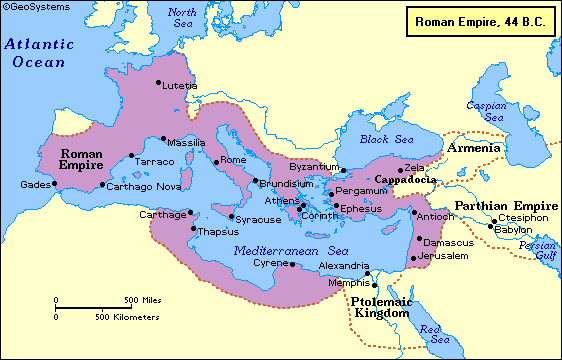 ©GeoSystems
Roman Empire, 44 B.C.
North
Sea
Atlantic
Ocean
Lutetia
Caspian
Sea
Black Sea
Massilia
Armenia
Roman
Empire
Tarraco
Rome
Byzantium
Zela
Cappadocia
Gades
Carthago Nova
Brundisium
Pergamum
Athens
Ephesus
Parthian Empire
Carthage
Syracuse
Corinth
Antioch
Ctesiphon
Babylon
Thapsus
Damascus
Persian
Gulf
Mediterranean Sea
Jerusalem
Cyrene
Alexandria
Memphis
Ptolemaic
Kingdom
0
500 Miles
0
500 Kilometers
Red
Sea